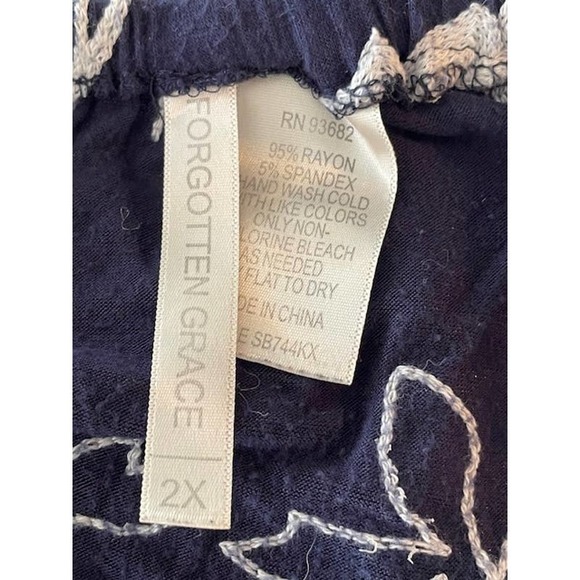 FORGOTTEN GRACE
2X
RN 93682
95% RAYON
5% SPANDEX
HAND WASH COLD
WITH LIKE COLORS
ONLY NON-
LORINE BLEACH
AS NEEDED
FLAT TO DRY
DE IN CHINA
E SB744KX